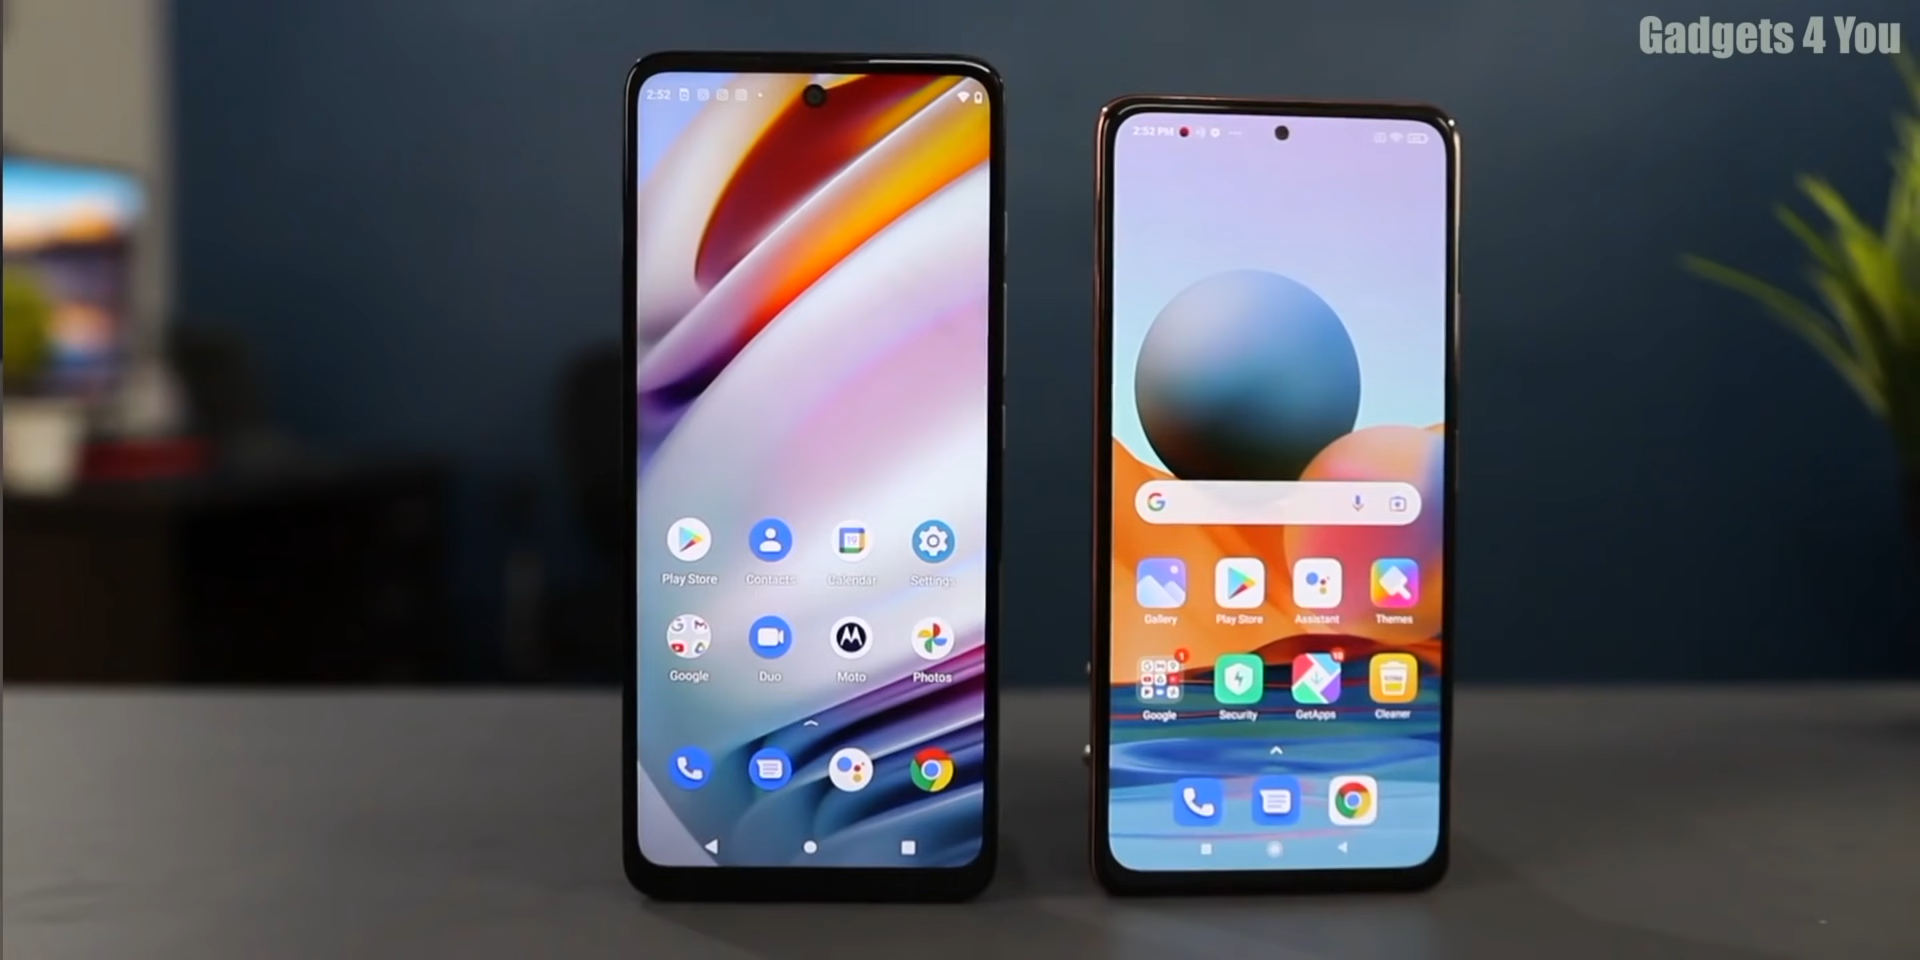 Gadgets 4 You
2:52
Play Store Contacts Calendar Settings
Google Duo Moto Photos
2:52 PM
Gallery Play Store Assistant Themes
Google Security GetApps Cleaner